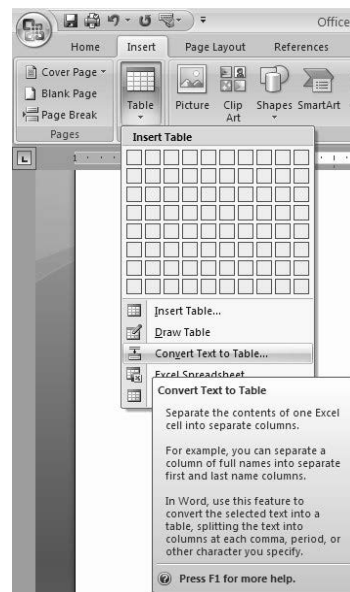 Office
Home Insert Page Layout References
Cover Page
Blank Page
Page Break
Table
Picture
Clip Art
Shapes
SmartArt
Pages
1
Insert Table
Insert Table...
Draw Table
Convert Text to Table...
Excel Spreadsheet
Convert Text to Table
Separate the contents of one Excel
cell into separate columns.
For example, you can separate a
column of full names into separate
first and last name columns.
In Word, use this feature to
convert the selected text into a
table, splitting the text into
columns at each comma, period, or
other character you specify.
Press F1 for more help.